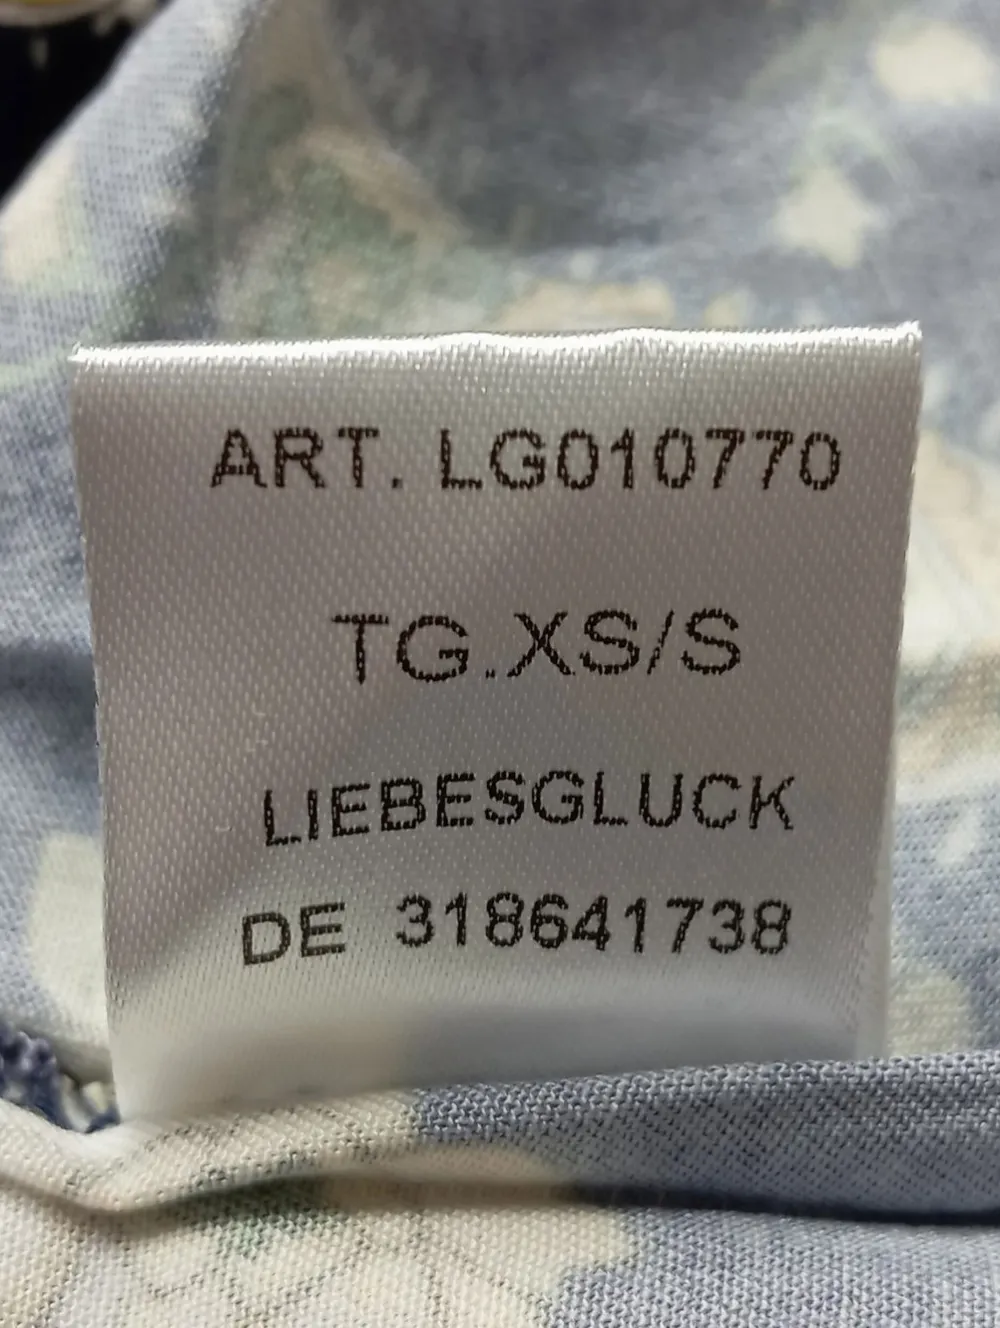 ART. LG010770
TG.XS/S
LIEBESGLUCK
DE 318641738